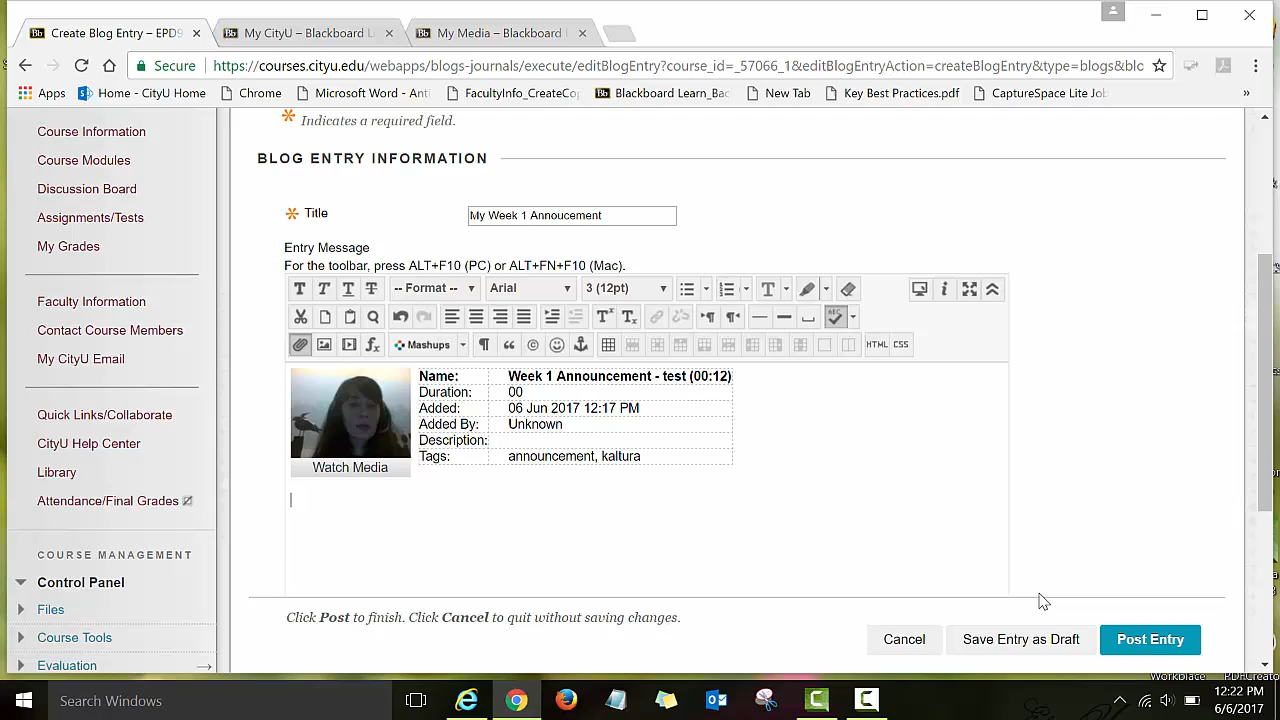 Create Blog Entry – EPD9
My CityU – Blackboard L
My Media – Blackboard
Secure https://courses.cityu.edu/webapps/blogs-journals/execute/editBlogEntry?course_id=_57066_1&editBlogEntryAction=createBlogEntry&type=blogs&blo
Apps Home - CityU Home Chrome Microsoft Word - Anti FacultyInfo_CreateCop Blackboard Learn_Bac New Tab Key Best Practices.pdf CaptureSpace Lite Job »
Course Information
Course Modules
Discussion Board
Assignments/Tests
My Grades
Faculty Information
Contact Course Members
My CityU Email
Quick Links/Collaborate
CityU Help Center
Library
Attendance/Final Grades
COURSE MANAGEMENT
Control Panel
Files
Course Tools
Evaluation
Indicates a required field.
BLOG ENTRY INFORMATION
Title My Week 1 Annoucement
Entry Message
For the toolbar, press ALT+F10 (PC) or ALT+FN+F10 (Mac).
T T T T -- Format -- Arial 3 (12pt) T
ABC
Mashups HTML CSS
Name: Week 1 Announcement - test (00:12)
Duration: 00
Added: 06 Jun 2017 12:17 PM
Added By: Unknown
Description:
Tags: announcement, kaltura
Watch Media
Click Post to finish. Click Cancel to quit without saving changes.
Cancel Save Entry as Draft Post Entry
Search Windows
Workplace PDFCreato
12:22 PM
6/6/2017